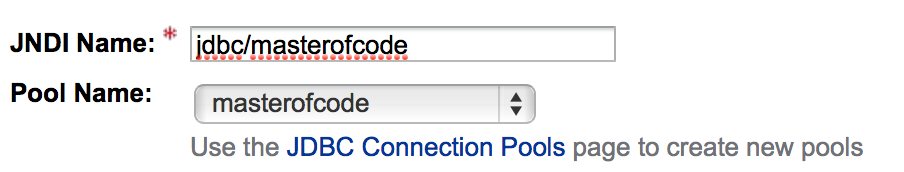 JNDI Name: * jdbc/masterofcode
Pool Name: masterofcode
Use the JDBC Connection Pools page to create new pools